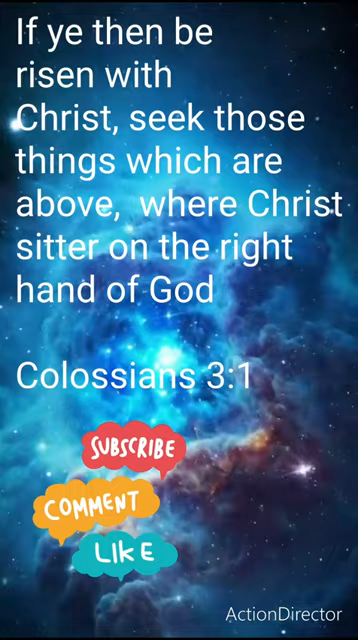 If ye then be
risen with
Christ, seek those
things which are
above,  where Christ
sitter on the right
hand of God
Colossians 3:1
SUBSCRIBE
COMMENT
LIKE
ActionDirector